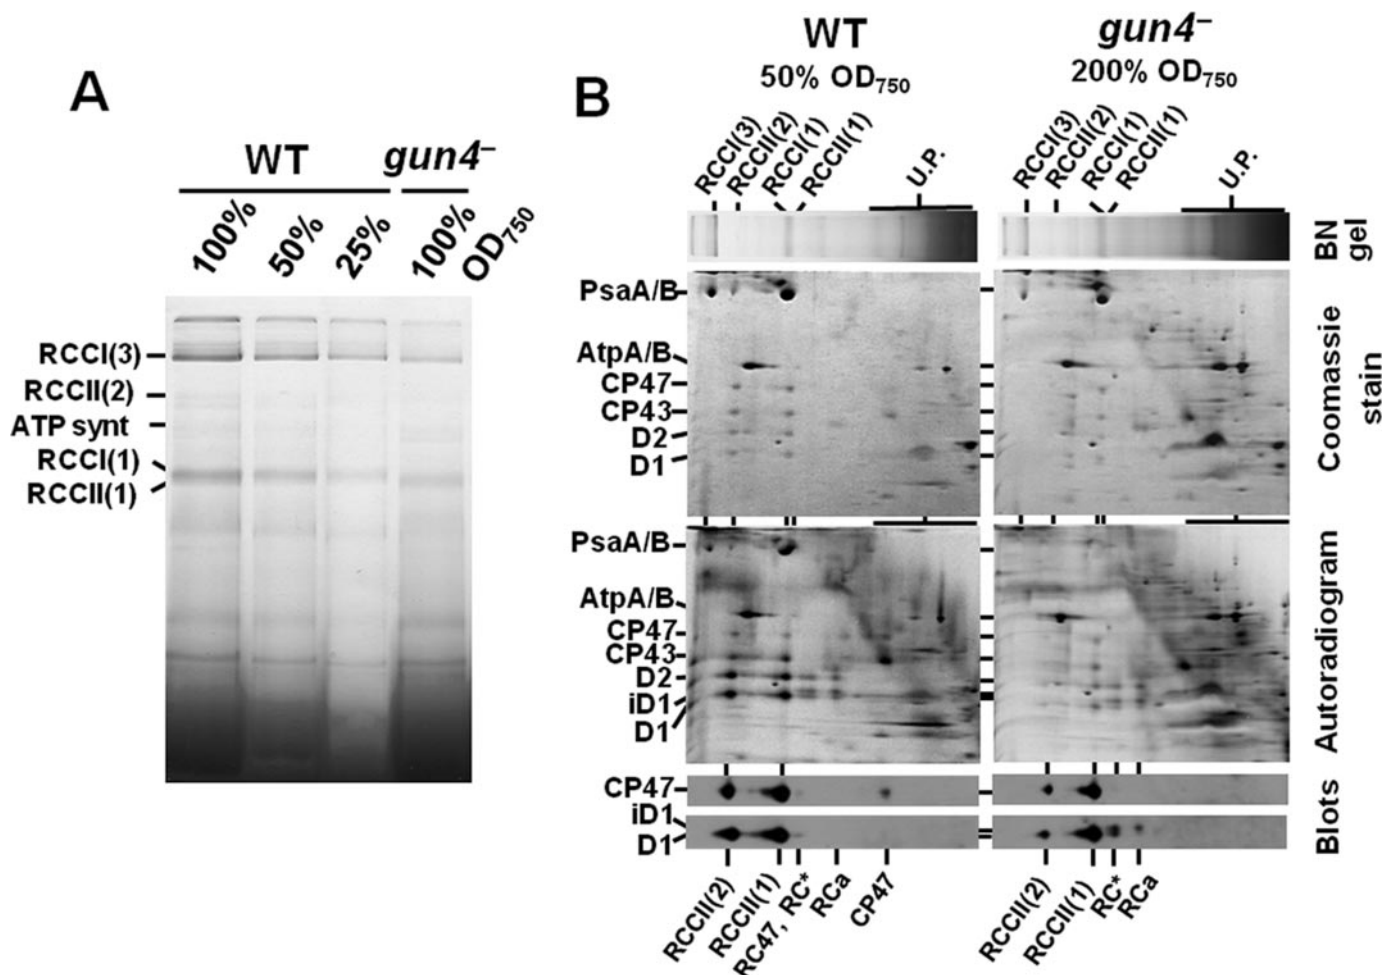 A
WT
gun4–
100%
50%
25%
100%
OD750
RCCI(3)
RCCII(2)
ATP synt
RCCI(1)
RCCII(1)
B
WT
50% OD750
gun4–
200% OD750
RCCI(3)
RCCII(2)
RCCI(1)
RCCII(1)
U.P.
RCCI(3)
RCCII(2)
RCCI(1)
RCCII(1)
U.P.
BN
gel
PsaA/B
AtpA/B
CP47
CP43
D2
D1
Coomassie
stain
PsaA/B
AtpA/B
CP47
CP43
D2
iD1
D1
Autoradiogram
CP47
iD1
D1
Blots
RCCII(2)
RCCII(1)
RC47, RC*
RCa
CP47
RCCII(2)
RCCII(1)
RC*
RCa